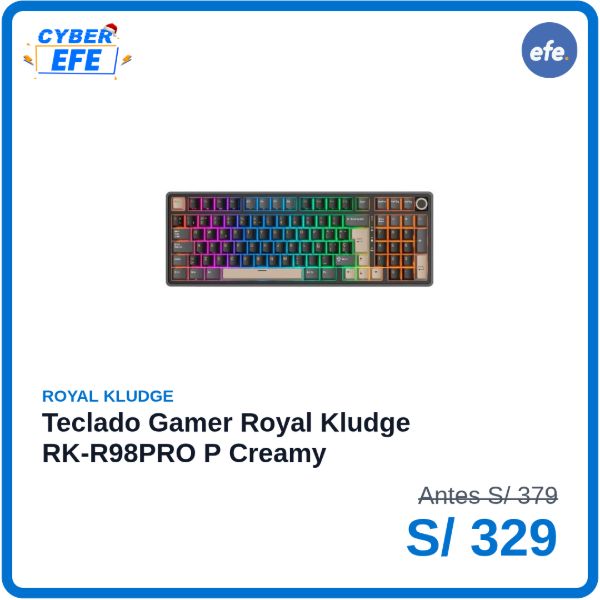 CYBER
EFE
efe.
ROYAL KLUDGE
Teclado Gamer Royal Kludge
RK-R98PRO P Creamy
Antes S/ 379
S/ 329